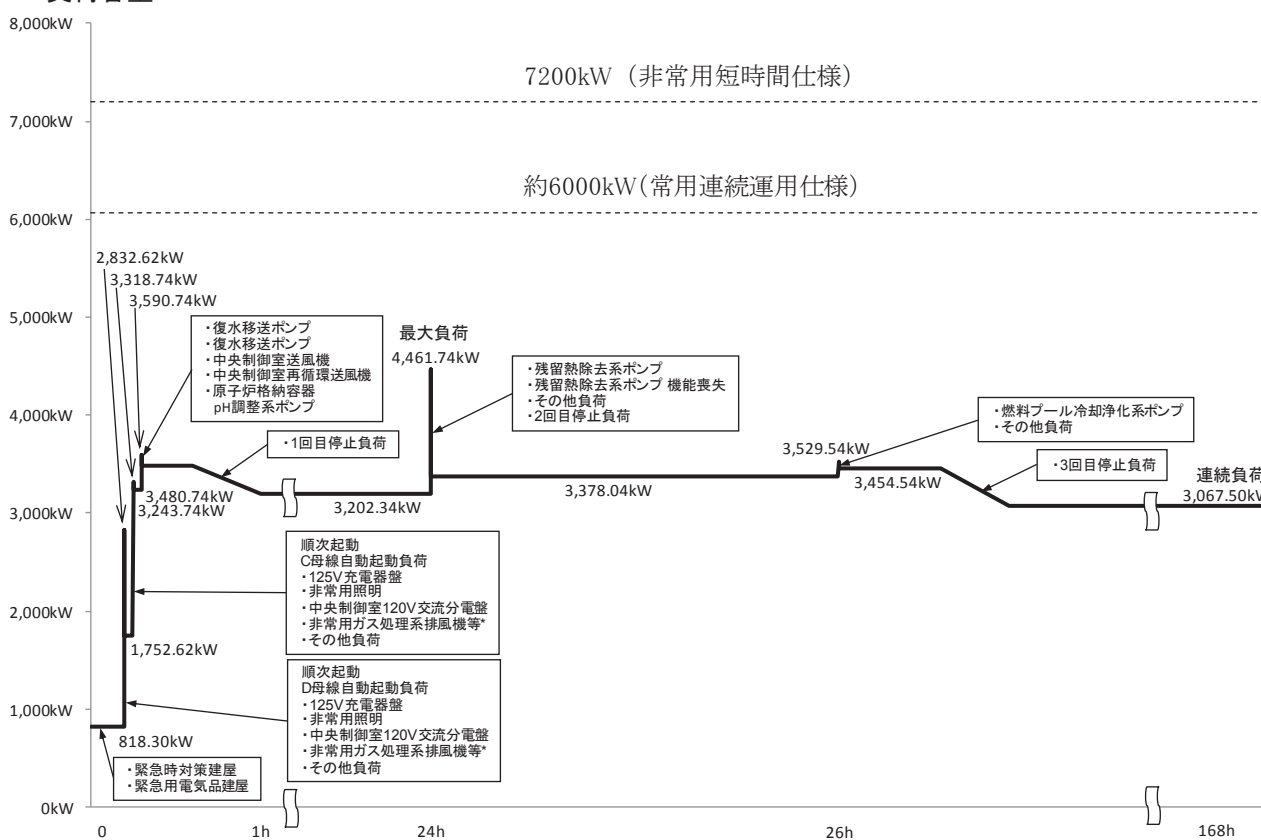 8,000kW
7200kW (非常用短時間仕様)
7,000kW
約6000kW(常用連続運用仕様)
6,000kW
2,832.62kW
3,318.74kW
3,590.74kW
5,000kW
・復水移送ポンプ
・復水移送ポンプ
・中央制御室送風機
・中央制御室再循環送風機
・原子炉格納容器
pH調整系ポンプ
最大負荷
4,461.74kW
・残留熱除去系ポンプ
・残留熱除去系ポンプ 機能喪失
・その他負荷
・2回目停止負荷
4,000kW
・燃料プール冷却浄化系ポンプ
・その他負荷
・1回目停止負荷
3,529.54kW
・3回目停止負荷
連続負荷
3,480.74kW
3,243.74kW
3,202.34kW
3,378.04kW
3,454.54kW
3,067.50kW
3,000kW
順次起動
C母線自動起動負荷
・125V充電器盤
・非常用照明
・中央制御室120V交流分電盤
・非常用ガス処理系排風機等*
・その他負荷
2,000kW
1,752.62kW
順次起動
D母線自動起動負荷
・125V充電器盤
・非常用照明
・中央制御室120V交流分電盤
・非常用ガス処理系排風機等*
・その他負荷
1,000kW
818.30kW
・緊急時対策建屋
・緊急用電気品建屋
0kW
0
1h
24h
26h
168h